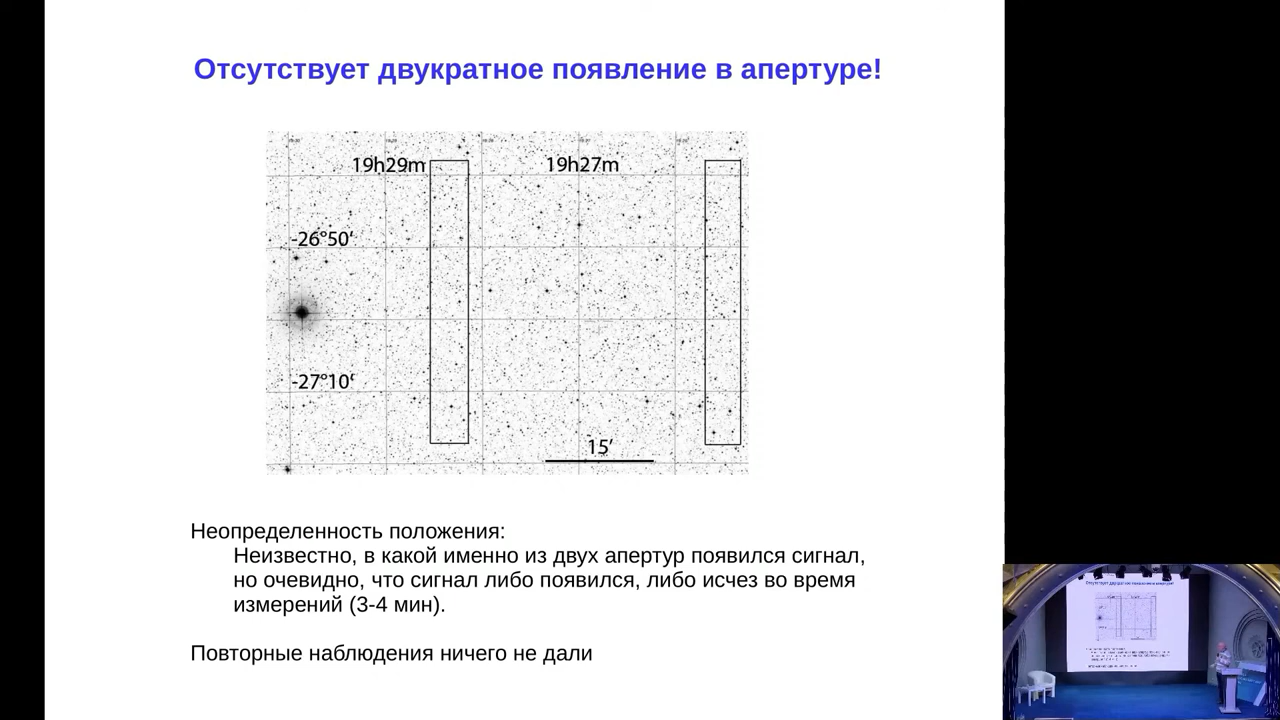 Отсутствует двукратное появление в апертуре!
19h29m
19h27m
-26°50‘
-27°10‘
15′
Неопределенность положения:
Неизвестно, в какой именно из двух апертур появился сигнал,
но очевидно, что сигнал либо появился, либо исчез во время
измерений (3-4 мин).
Повторные наблюдения ничего не дали